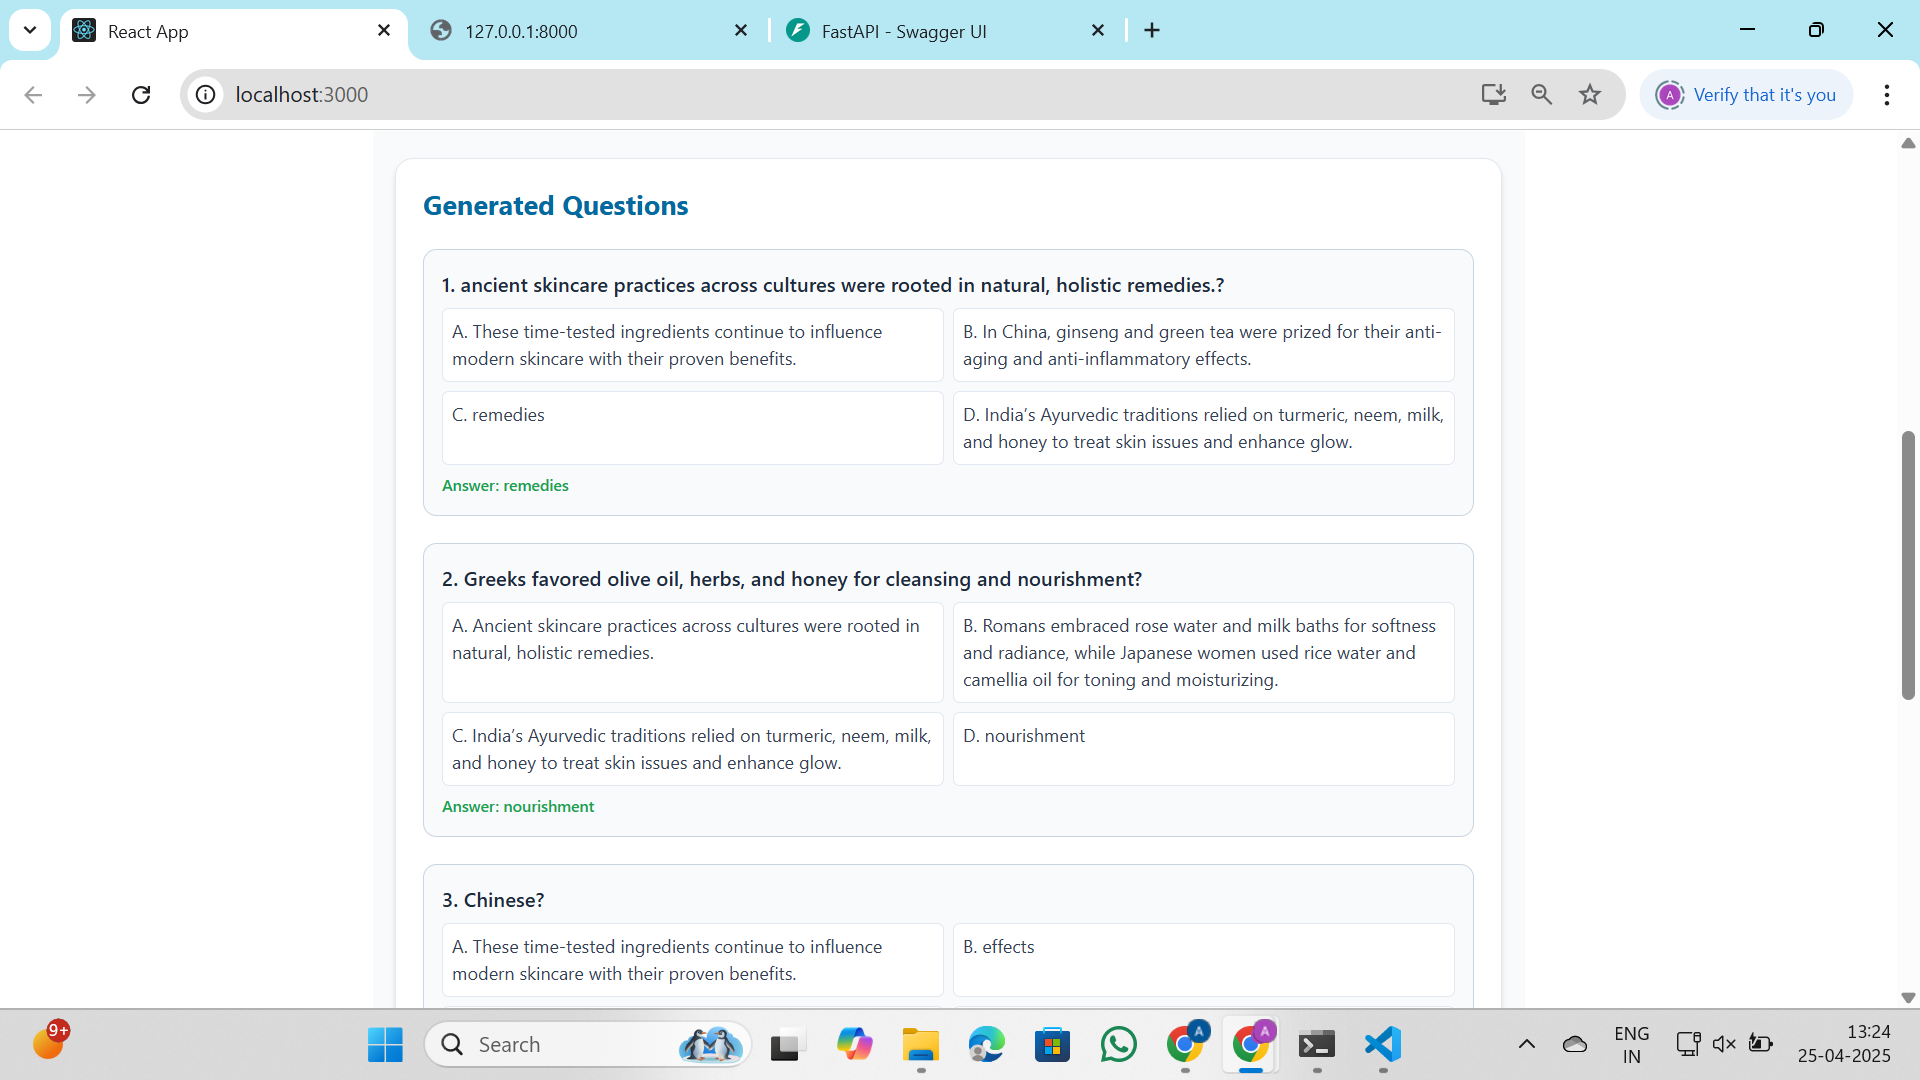 React App
127.0.0.1:8000
FastAPI - Swagger UI
localhost:3000
A
Verify that it's you
Generated Questions
1. ancient skincare practices across cultures were rooted in natural, holistic remedies.?
A. These time-tested ingredients continue to influence
modern skincare with their proven benefits.
B. In China, ginseng and green tea were prized for their anti-
aging and anti-inflammatory effects.
C. remedies
D. India’s Ayurvedic traditions relied on turmeric, neem, milk,
and honey to treat skin issues and enhance glow.
Answer: remedies
2. Greeks favored olive oil, herbs, and honey for cleansing and nourishment?
A. Ancient skincare practices across cultures were rooted in
natural, holistic remedies.
B. Romans embraced rose water and milk baths for softness
and radiance, while Japanese women used rice water and
camellia oil for toning and moisturizing.
C. India’s Ayurvedic traditions relied on turmeric, neem, milk,
and honey to treat skin issues and enhance glow.
D. nourishment
Answer: nourishment
3. Chinese?
A. These time-tested ingredients continue to influence
modern skincare with their proven benefits.
B. effects
9+
Search
A
A
ENG
IN
13:24
25-04-2025